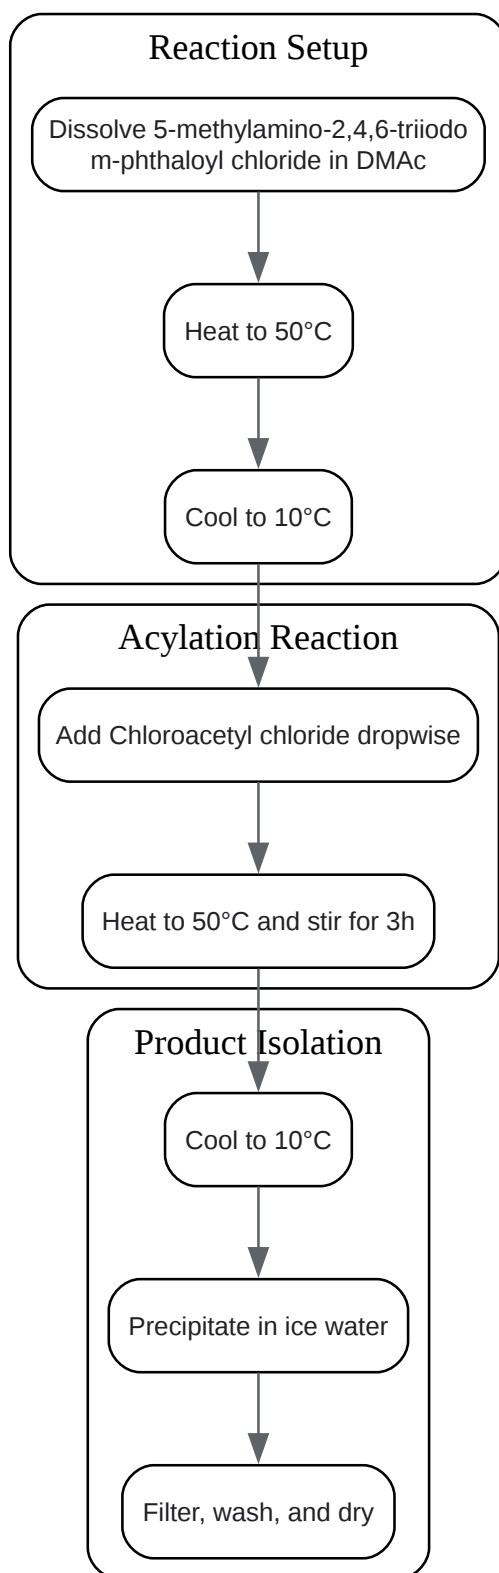 Reaction Setup
Dissolve 5-methylamino-2,4,6-triiodo
m-phthaloyl chloride in DMAc
Heat to 50°C
Cool to 10°C
Acylation Reaction
Add Chloroacetyl chloride dropwise
Heat to 50°C and stir for 3h
Product Isolation
Cool to 10°C
Precipitate in ice water
Filter, wash, and dry